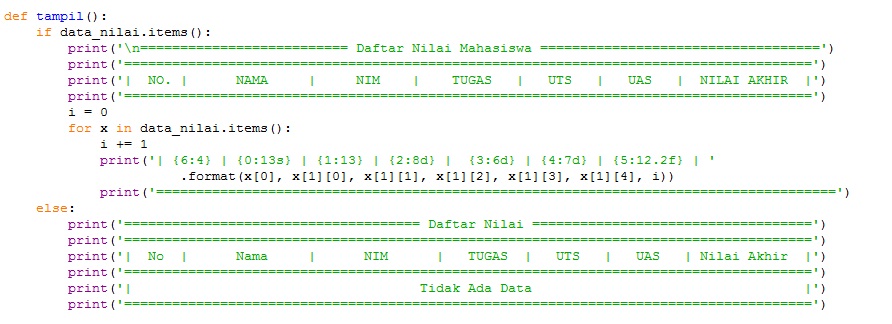 def tampil():
    if data_nilai.items():
        print('\n========================== Daftar Nilai Mahasiswa ===================================')
        print('======================================================================================')
        print('|  NO. |      NAMA     |     NIM      |    TUGAS    |   UTS   |   UAS   |  NILAI AKHIR  |')
        print('======================================================================================')
        i = 0
        for x in data_nilai.items():
            i += 1
            print('| {6:4} | {0:13s} | {1:13} | {2:8d} |  {3:6d} | {4:7d} | {5:12.2f} | '
                      .format(x[0], x[1][0], x[1][1], x[1][2], x[1][3], x[1][4], i))
            print('=====================================================================================')
    else:
        print('===================================== Daftar Nilai ===================================')
        print('======================================================================================')
        print('|  No  |      Nama     |      NIM      |   TUGAS  |   UTS   |   UAS   | Nilai Akhir  |')
        print('======================================================================================')
        print('|                                    Tidak Ada Data                                  |')
        print('======================================================================================')